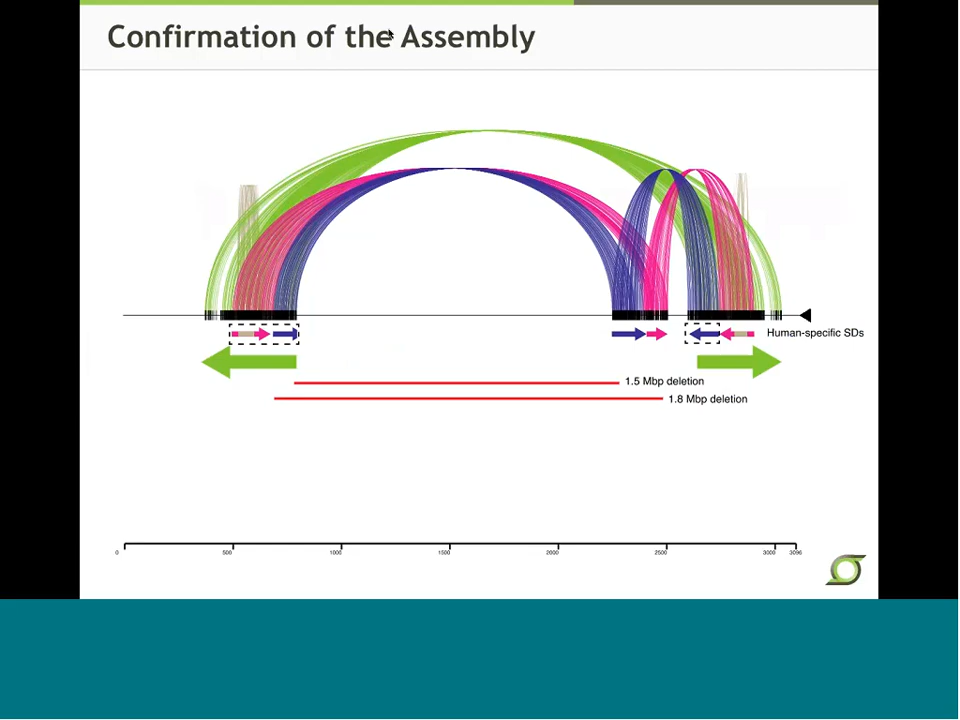 Confirmation of the Assembly
Human-specific SDs
1.5 Mbp deletion
1.8 Mbp deletion
0 500 1000 1500 2000 2500 3000 3096